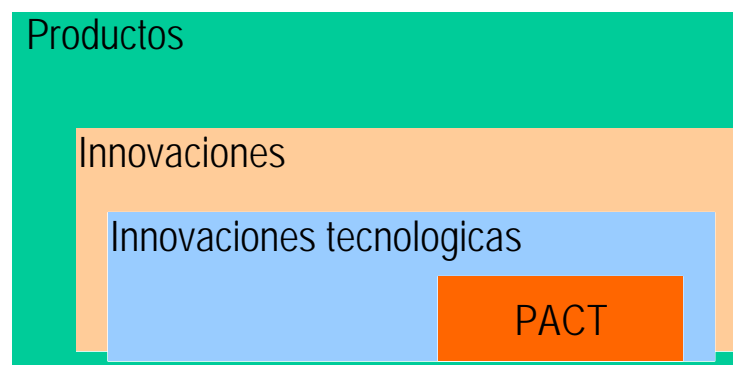 Productos
Innovaciones
Innovaciones tecnologicas
PACT